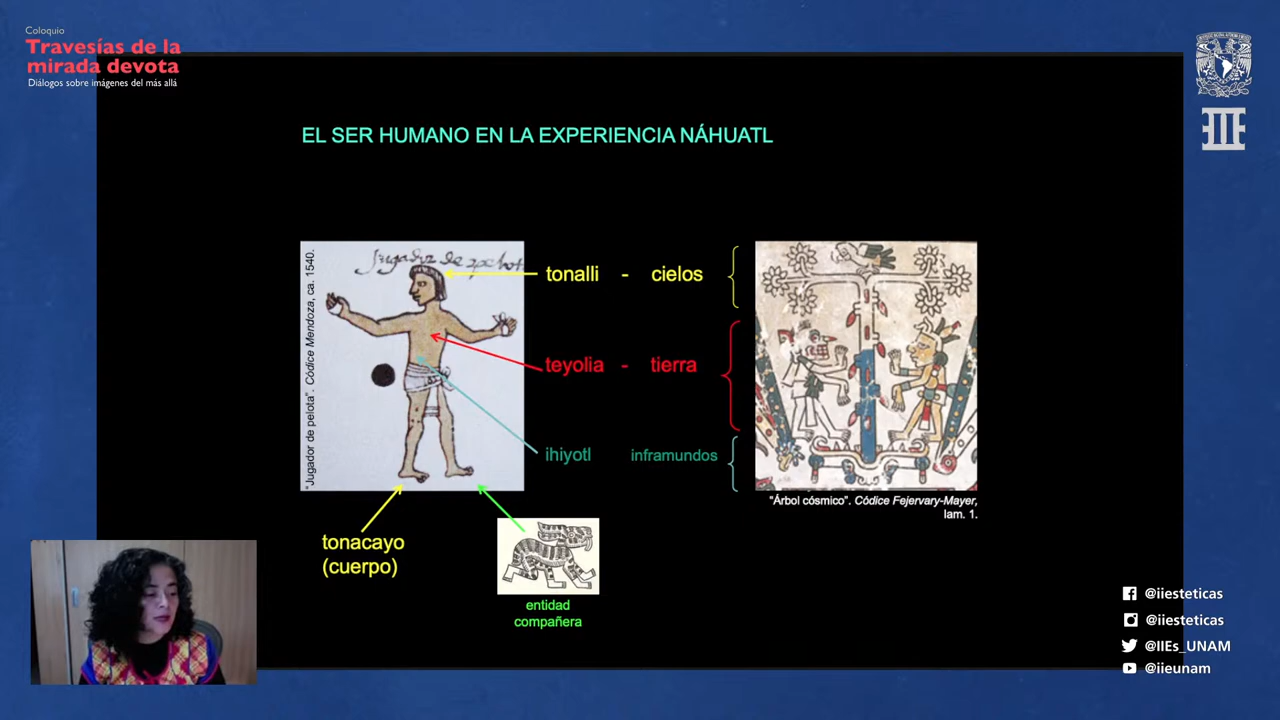 Coloquio
Travesías de la
mirada devota
Diálogos sobre imágenes del más allá
EL SER HUMANO EN LA EXPERIENCIA NÁHUATL
"Jugador de pelota". Códice Mendoza, ca. 1540.
Jugador de
tonalli - cielos
teyolia - tierra
ihiyotl inframundos
"Árbol cósmico". Códice Fejervary-Mayer,
lam. 1.
tonacayo
(cuerpo)
entidad
compañera
@iiesteticas
@iiesteticas
@IIEs_UNAM
@iieunam